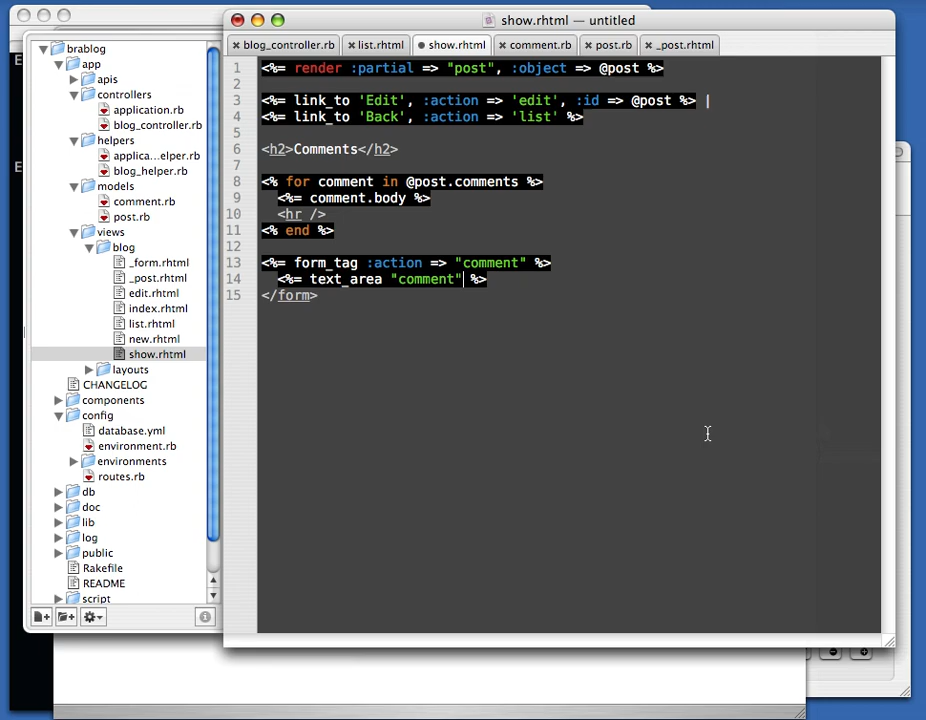 show.rhtml — untitled
brablog
app
apis
controllers
application.rb
blog_controller.rb
helpers
applica...elper.rb
blog_helper.rb
models
comment.rb
post.rb
views
blog
_form.rhtml
_post.rhtml
edit.rhtml
index.rhtml
list.rhtml
new.rhtml
show.rhtml
layouts
CHANGELOG
components
config
database.yml
environment.rb
environments
routes.rb
db
doc
lib
log
public
Rakefile
README
script
blog_controller.rb list.rhtml show.rhtml comment.rb post.rb _post.rhtml
1 <%= render :partial => "post", :object => @post %>
2
3 <%= link_to 'Edit', :action => 'edit', :id => @post %> |
4 <%= link_to 'Back', :action => 'list' %>
5
6 <h2>Comments</h2>
7
8 <% for comment in @post.comments %>
9 <%= comment.body %>
10 <hr />
11 <% end %>
12
13 <%= form_tag :action => "comment" %>
14 <%= text_area "comment" %>
15 </form>
E
E